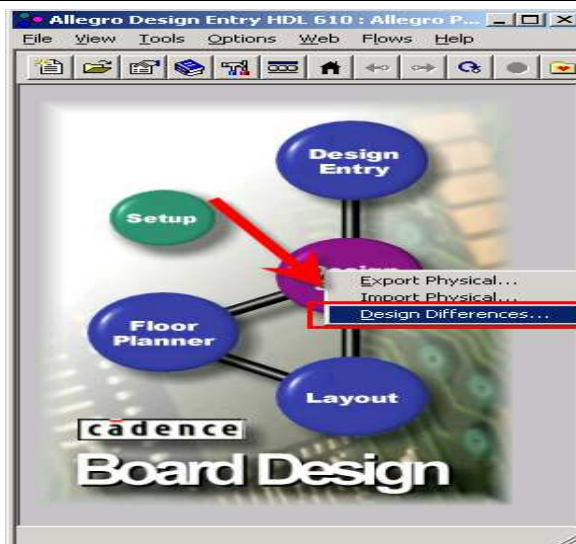 Allegro Design Entry HDL 610 : Allegro P...
File View Tools Options Web Flows Help
Design
Entry
Setup
Design
Export Physical...
Import Physical...
Design Differences...
Floor
Planner
Layout
cadence
Board Design